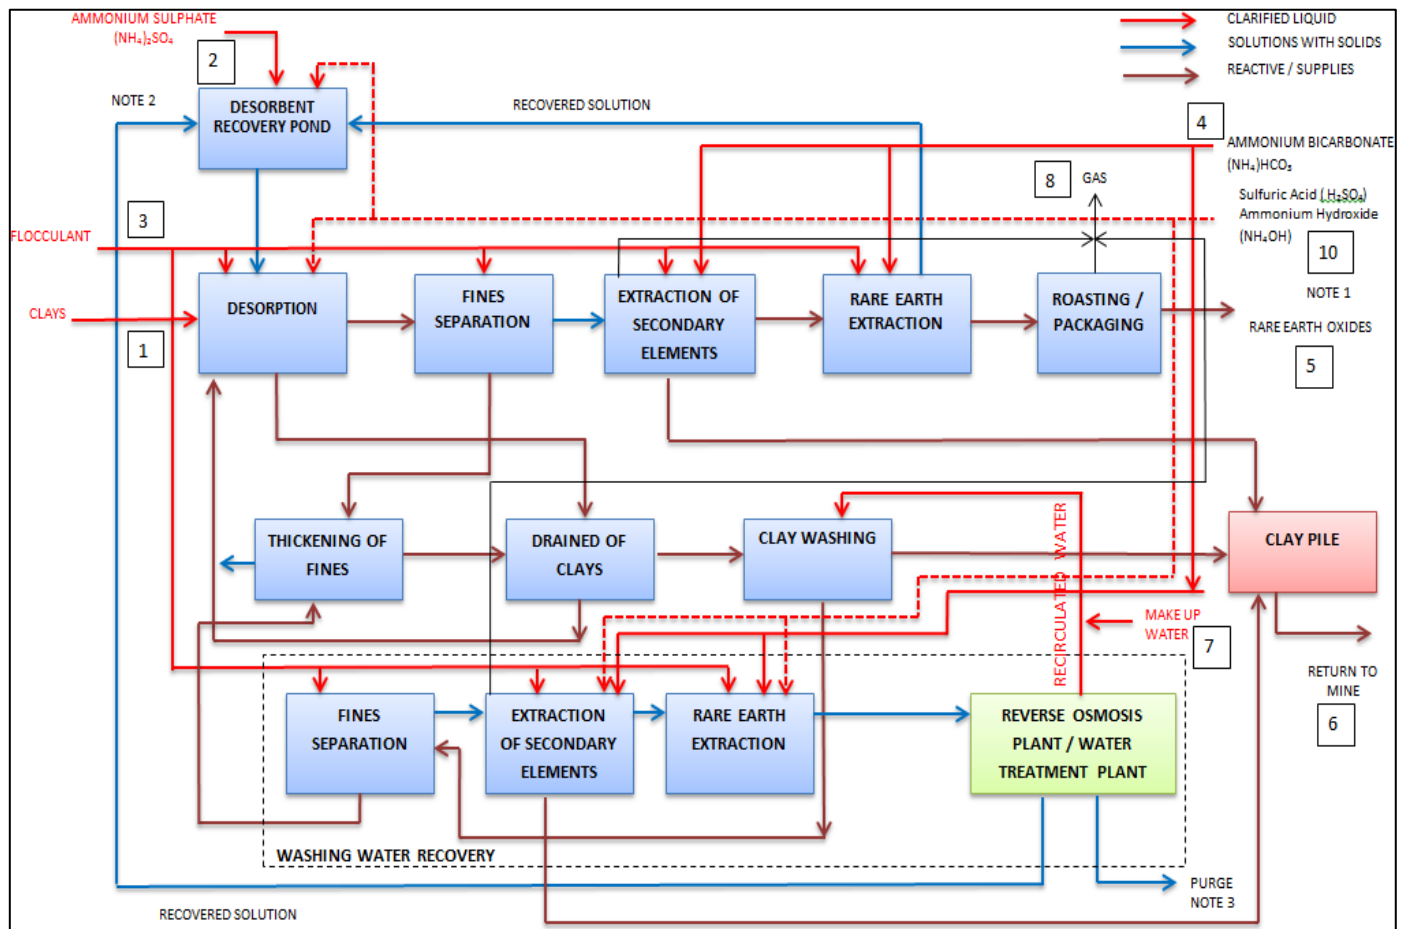 AMMONIUM SULPHATE
(NH₄)₂SO₄
2
CLARIFIED LIQUID
SOLUTIONS WITH SOLIDS
REACTIVE / SUPPLIES
NOTE 2
DESORBENT
RECOVERY POND
RECOVERED SOLUTION
4
AMMONIUM BICARBONATE
(NH₄)HCO₃
8
GAS
Sulfuric Acid (H₂SO₄)
Ammonium Hydroxide
(NH₄OH)
10
NOTE 1
3
FLOCCULANT
CLAYS
1
DESORPTION
FINES
SEPARATION
EXTRACTION OF
SECONDARY
ELEMENTS
RARE EARTH
EXTRACTION
ROASTING /
PACKAGING
RARE EARTH OXIDES
5
THICKENING OF
FINES
DRAINED OF
CLAYS
CLAY WASHING
RECIRCULATED WATER
CLAY PILE
MAKE UP
WATER
7
RETURN TO
MINE
6
FINES
SEPARATION
EXTRACTION
OF SECONDARY
ELEMENTS
RARE EARTH
EXTRACTION
REVERSE OSMOSIS
PLANT / WATER
TREATMENT PLANT
WASHING WATER RECOVERY
PURGE
NOTE 3
RECOVERED SOLUTION